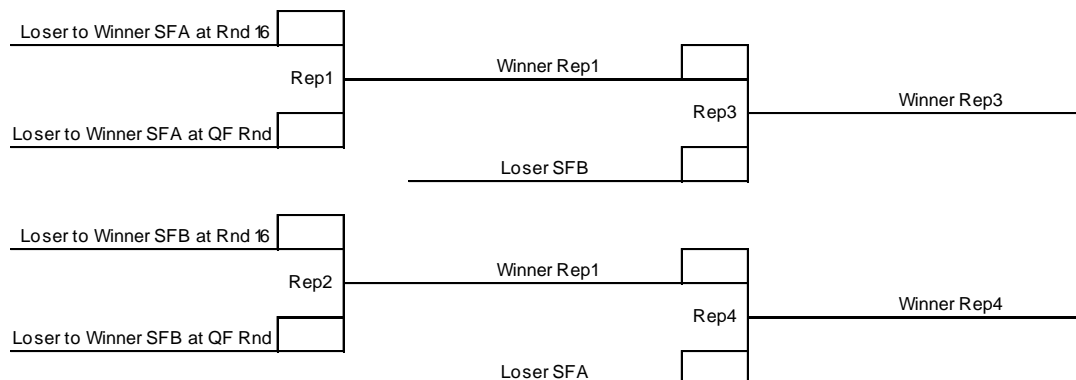 Loser to Winner SFA at Rnd 16
Rep1
Winner Rep1
Loser to Winner SFA at QF Rnd
Rep3
Winner Rep3
Loser SFB
Loser to Winner SFB at Rnd 16
Rep2
Winner Rep1
Loser to Winner SFB at QF Rnd
Rep4
Winner Rep4
Loser SFA